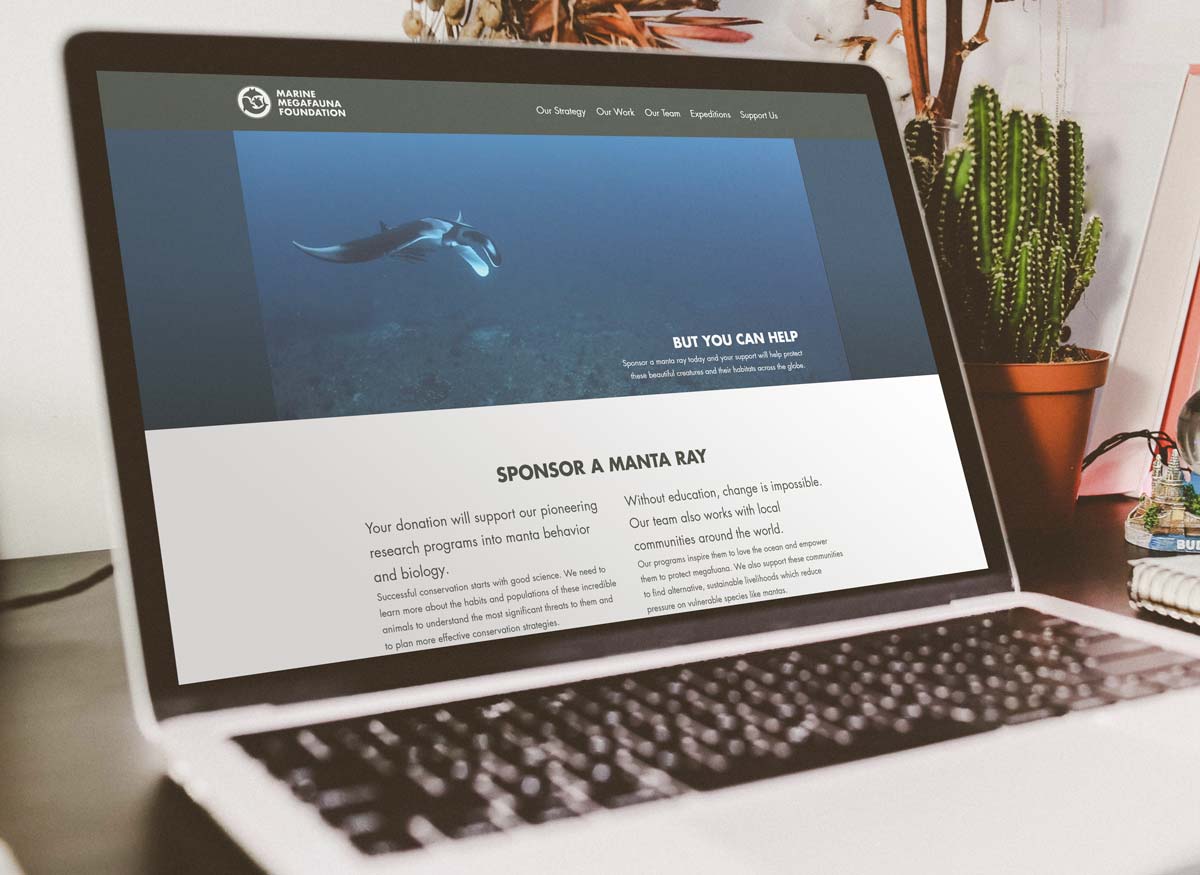 MARINE
MEGAFAUNA
FOUNDATION
Our Strategy Our Work Our Team Expeditions Support Us
BUT YOU CAN HELP
Sponsor a manta ray today and your support will help protect
these beautiful creatures and their habitats across the globe.
SPONSOR A MANTA RAY
Your donation will support our pioneering
research programs into manta behavior
and biology.
Successful conservation starts with good science. We need to
learn more about the habits and populations of these incredible
animals to understand the most significant threats to them and
to plan more effective conservation strategies.
Without education, change is impossible.
Our team also works with local
communities around the world.
Our programs inspire them to love the ocean and empower
them to protect megafauna. We also support these communities
to find alternative, sustainable livelihoods which reduce
pressure on vulnerable species like mantas.